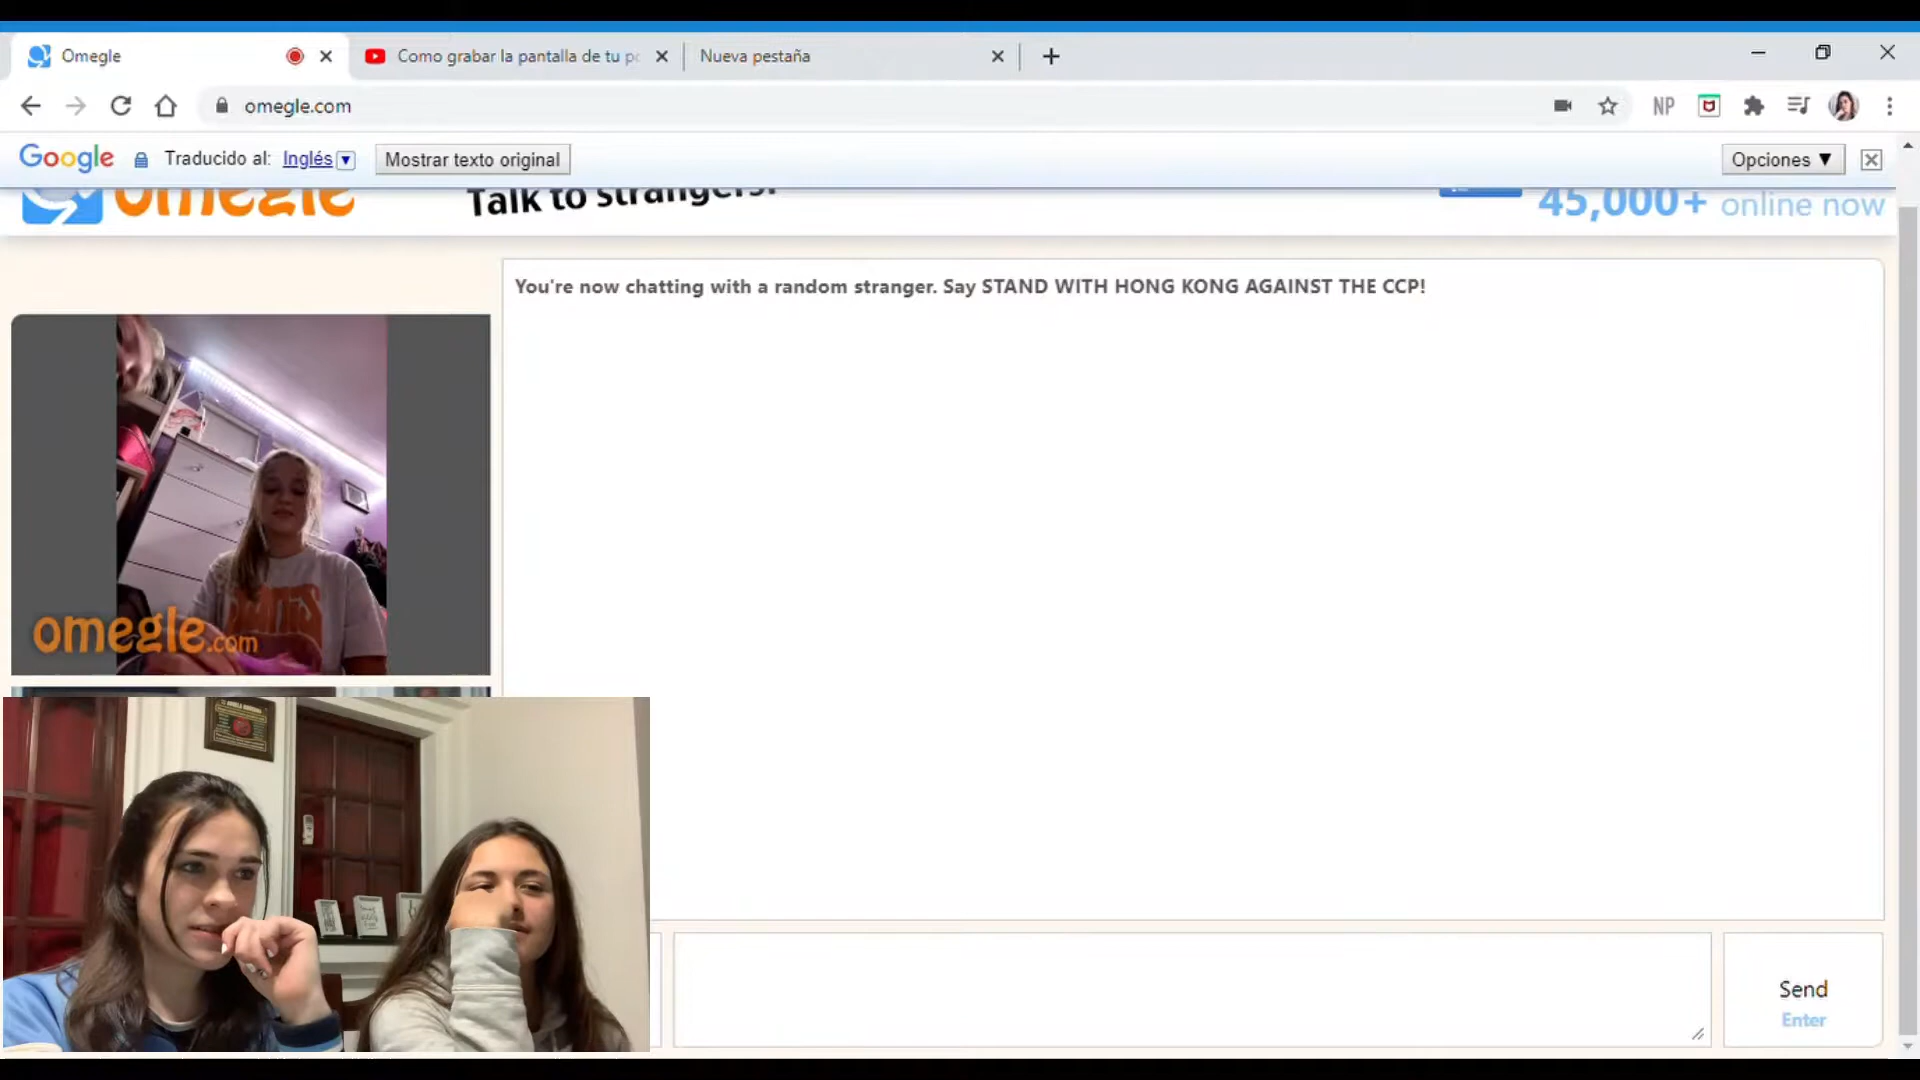 Omegle
Como grabar la pantalla de tu p
Nueva pestaña
omegle.com
NP
Google Traducido al: Inglés Mostrar texto original Opciones
omegle Talk to strangers! 45,000+ online now
You're now chatting with a random stranger. Say STAND WITH HONG KONG AGAINST THE CCP!
omegle.com
Send
Enter